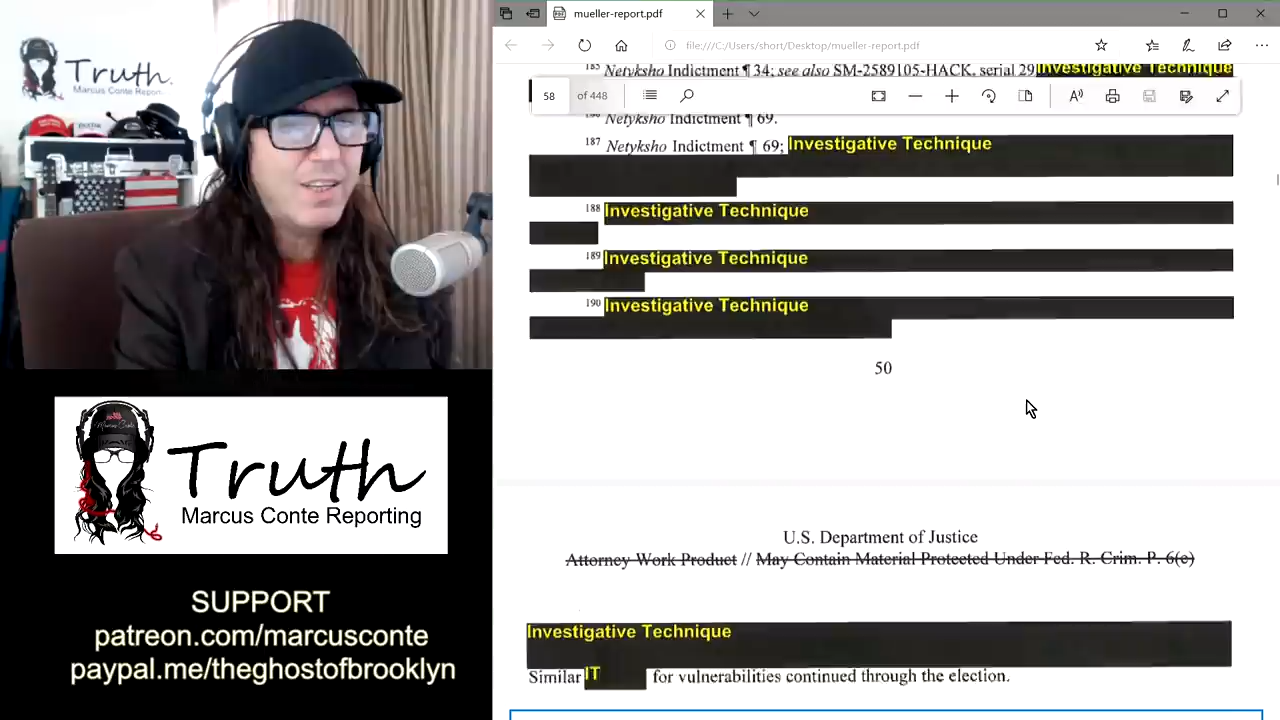 Truth.
Marcus Conte Report
mueller-report.pdf
file:///C:/Users/short/Desktop/mueller-report.pdf
185 Netyksho Indictment ¶ 34; see also SM-2589105-HACK, serial 29 Investigative Technique
58 of 448
186 Netyksho Indictment ¶ 69.
187 Netyksho Indictment ¶ 69; Investigative Technique
188 Investigative Technique
189 Investigative Technique
190 Investigative Technique
50
U.S. Department of Justice
Attorney Work Product // May Contain Material Protected Under Fed. R. Crim. P. 6(e)
Investigative Technique
Similar IT for vulnerabilities continued through the election.
Marcus Conte
Truth
Marcus Conte Reporting
SUPPORT
patreon.com/marcusconte
paypal.me/theghostofbrooklyn